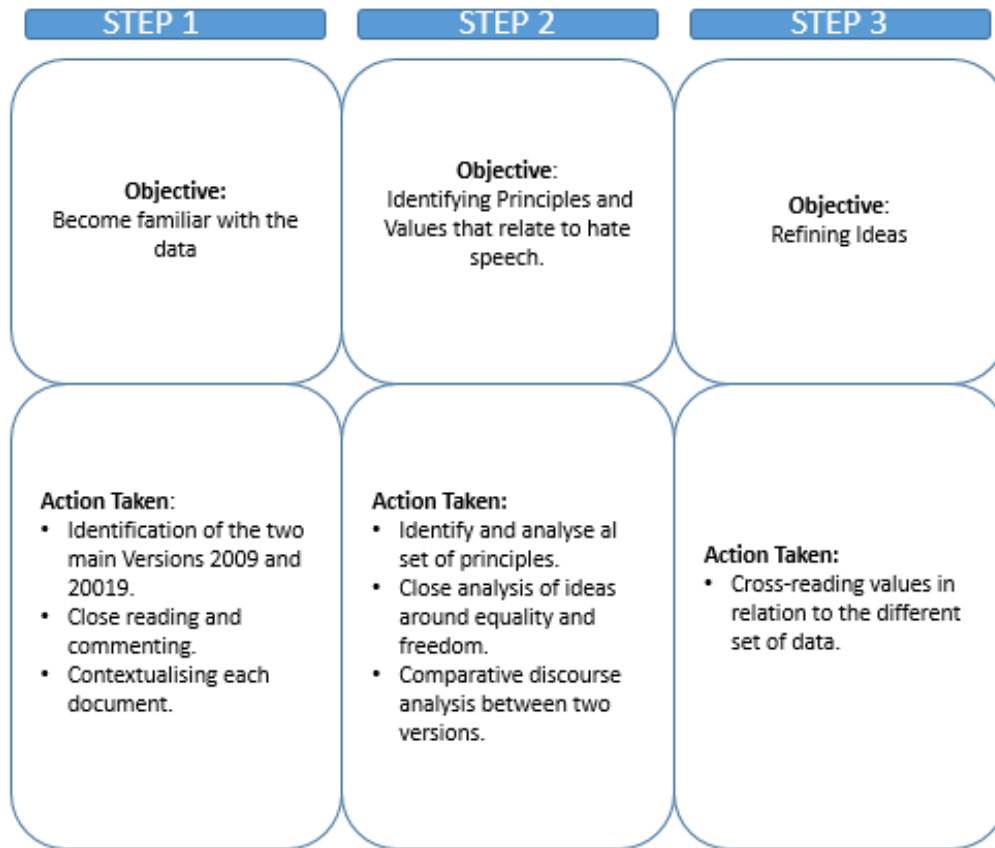 STEP 1
STEP 2
STEP 3
Objective:
Become familiar with the
data
Objective:
Identifying Principles and
Values that relate to hate
speech.
Objective:
Refining Ideas
Action Taken:
• Identification of the two
main Versions 2009 and
20019.
• Close reading and
commenting.
• Contextualising each
document.
Action Taken:
• Identify and analyse al
set of principles.
• Close analysis of ideas
around equality and
freedom.
• Comparative discourse
analysis between two
versions.
Action Taken:
• Cross-reading values in
relation to the different
set of data.